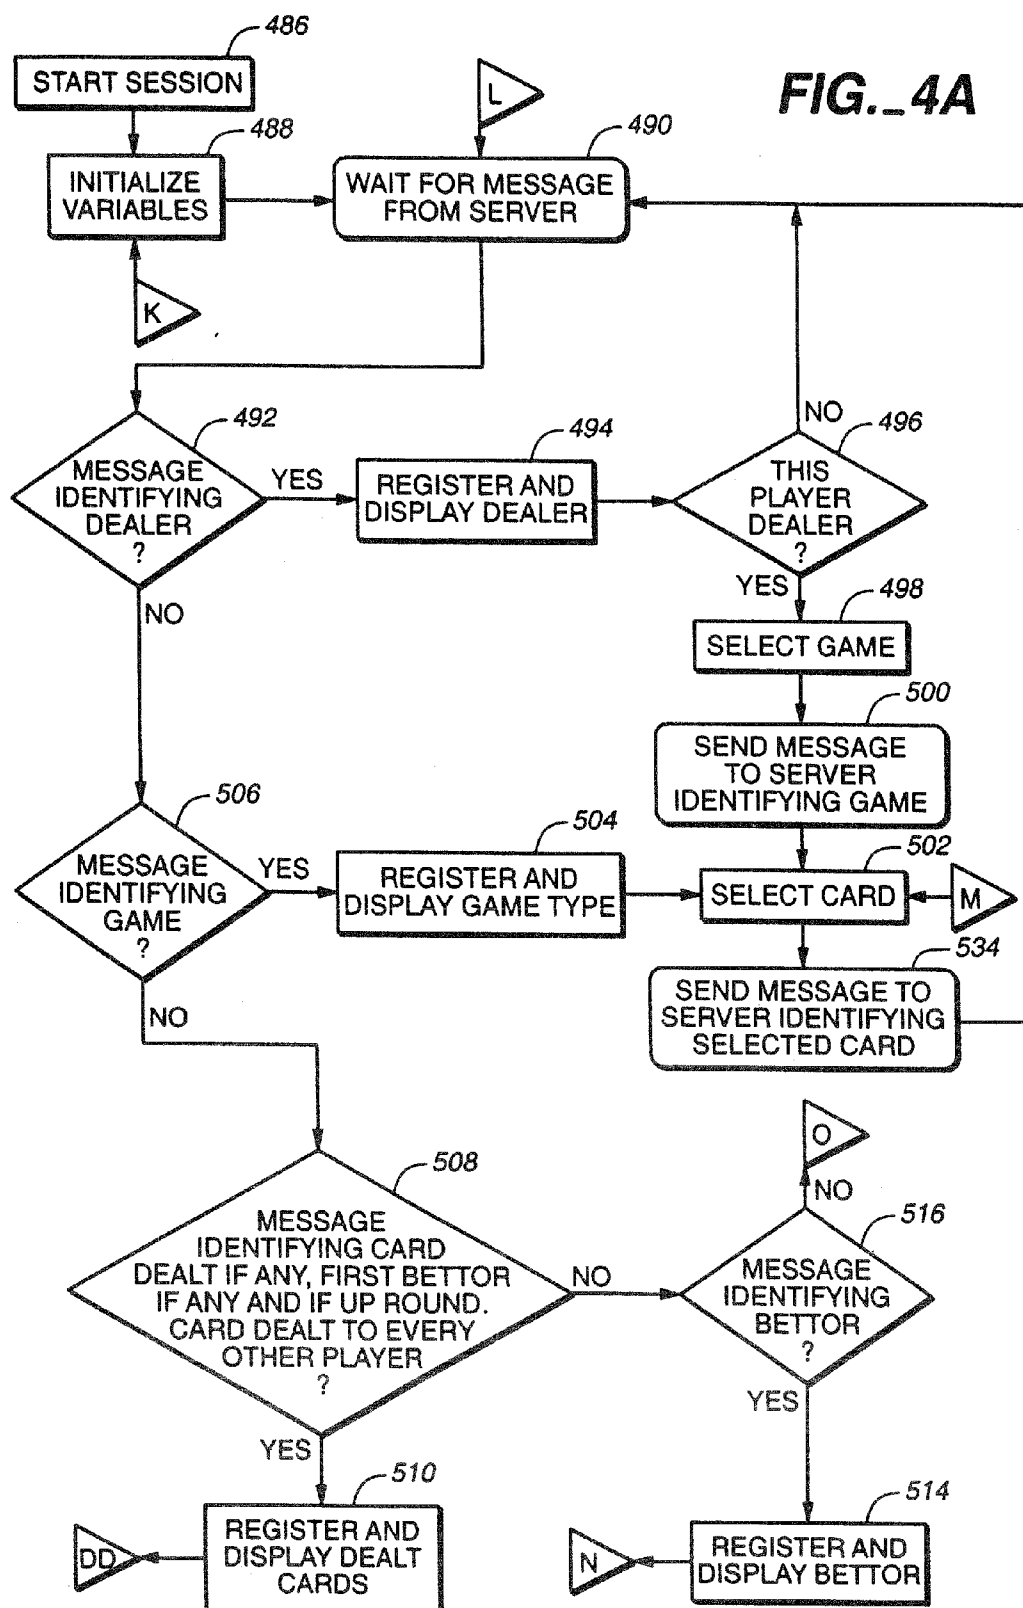 FIG._4A
486
START SESSION
L
488
490
INITIALIZE
VARIABLES
WAIT FOR MESSAGE
FROM SERVER
K
492
MESSAGE
IDENTIFYING
DEALER
?
YES
NO
494
REGISTER AND
DISPLAY DEALER
NO
496
THIS
PLAYER
DEALER
?
YES
498
SELECT GAME
500
SEND MESSAGE
TO SERVER
IDENTIFYING GAME
506
MESSAGE
IDENTIFYING
GAME
?
YES
NO
504
REGISTER AND
DISPLAY GAME TYPE
502
SELECT CARD
M
534
SEND MESSAGE TO
SERVER IDENTIFYING
SELECTED CARD
508
MESSAGE
IDENTIFYING CARD
DEALT IF ANY, FIRST BETTOR
IF ANY AND IF UP ROUND.
CARD DEALT TO EVERY
OTHER PLAYER
?
NO
YES
O
NO
516
MESSAGE
IDENTIFYING
BETTOR
?
YES
510
REGISTER AND
DISPLAY DEALT
CARDS
DD
514
REGISTER AND
DISPLAY BETTOR
N